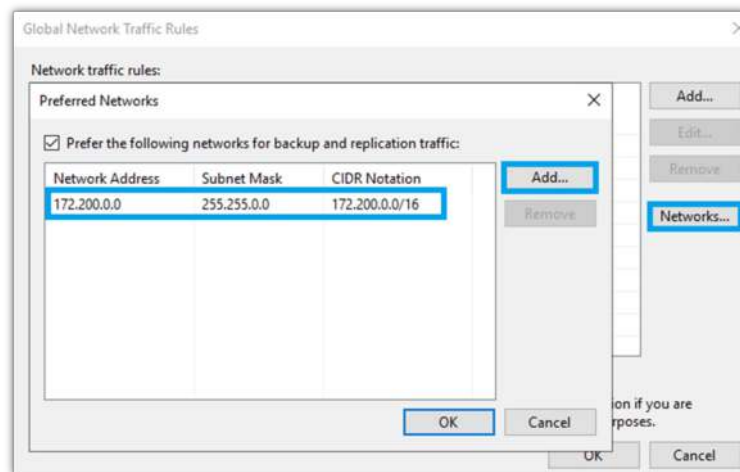 Global Network Traffic Rules
Network traffic rules:
Preferred Networks
Add...
Prefer the following networks for backup and replication traffic:
Edit...
Network Address Subnet Mask CIDR Notation
Add...
Remove
172.200.0.0 255.255.0.0 172.200.0.0/16
Remove
Networks...
ion if you are
OK Cancel
rposes.
OK Cancel